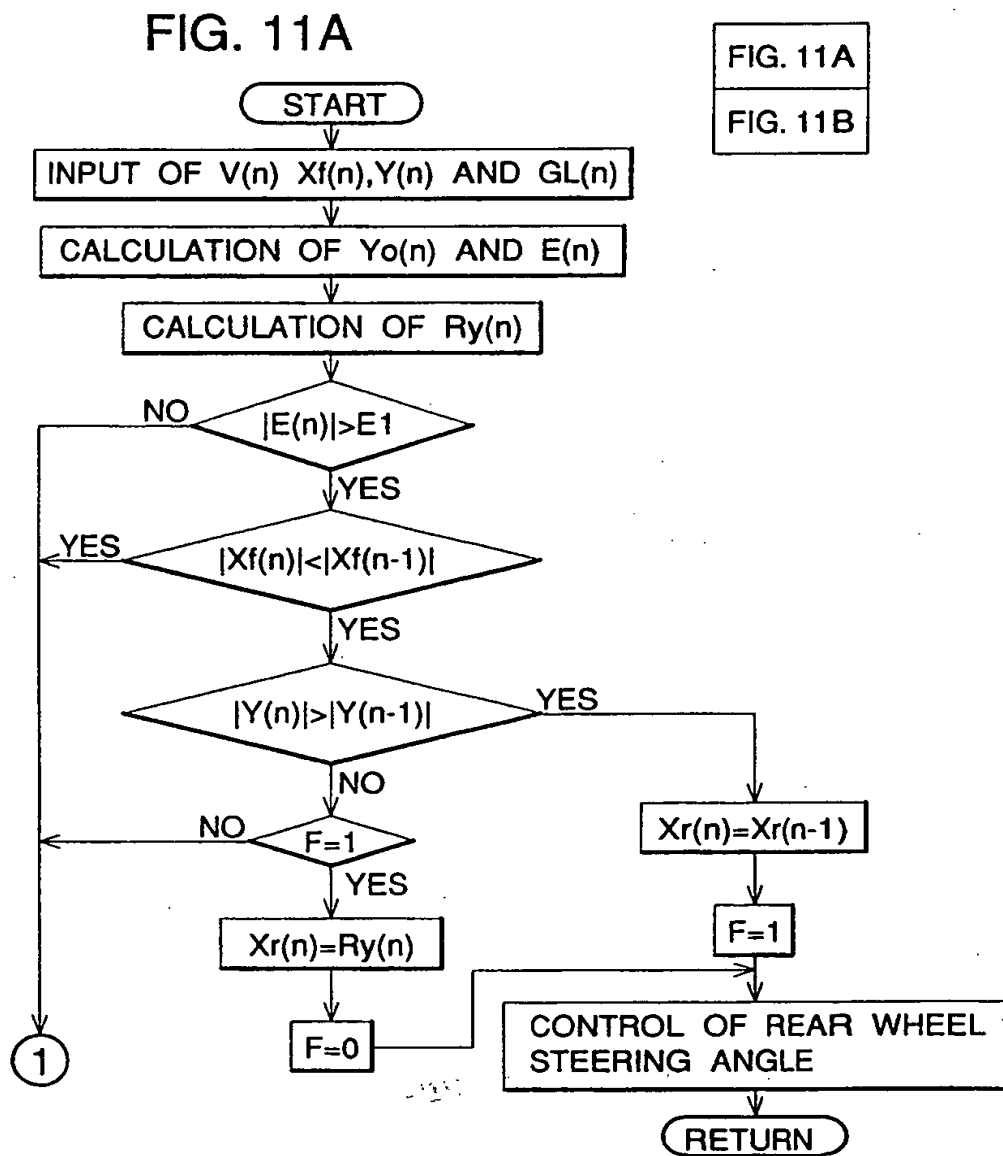 FIG. 11A
FIG. 11A
FIG. 11B
START
INPUT OF V(n) Xf(n),Y(n) AND GL(n)
CALCULATION OF Yo(n) AND E(n)
CALCULATION OF Ry(n)
NO
|E(n)|>E1
YES
YES
|Xf(n)|<|Xf(n-1)|
YES
|Y(n)|>|Y(n-1)|
YES
NO
NO
F=1
YES
Xr(n)=Xr(n-1)
Xr(n)=Ry(n)
F=1
F=0
CONTROL OF REAR WHEEL
STEERING ANGLE
1
RETURN